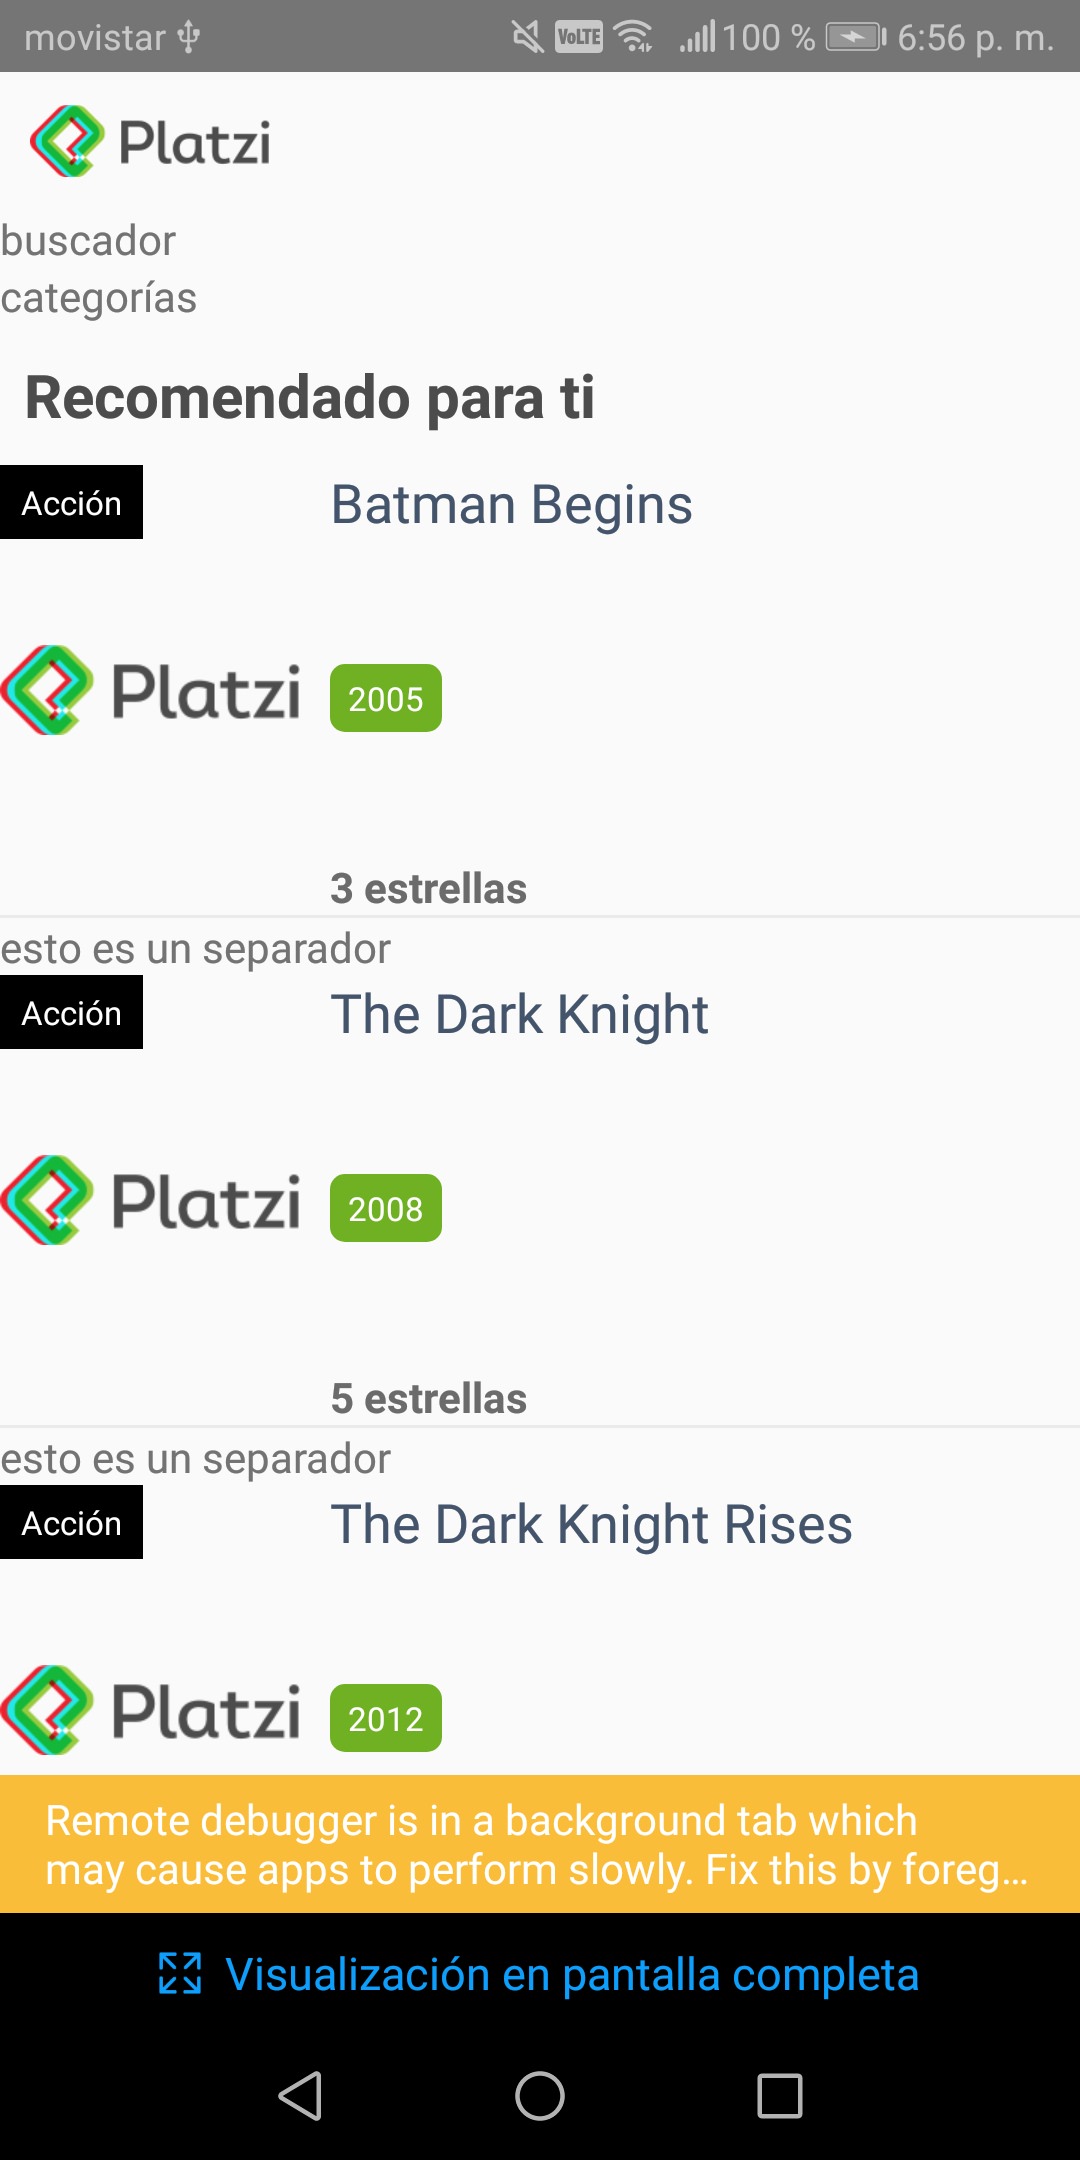 movistar VoLTE 100 % 6:56 p. m.
Platzi
buscador
categorías
Recomendado para ti
Acción Batman Begins
Platzi 2005
3 estrellas
esto es un separador
Acción The Dark Knight
Platzi 2008
5 estrellas
esto es un separador
Acción The Dark Knight Rises
Platzi 2012
Remote debugger is in a background tab which
may cause apps to perform slowly. Fix this by foreg...
Visualización en pantalla completa